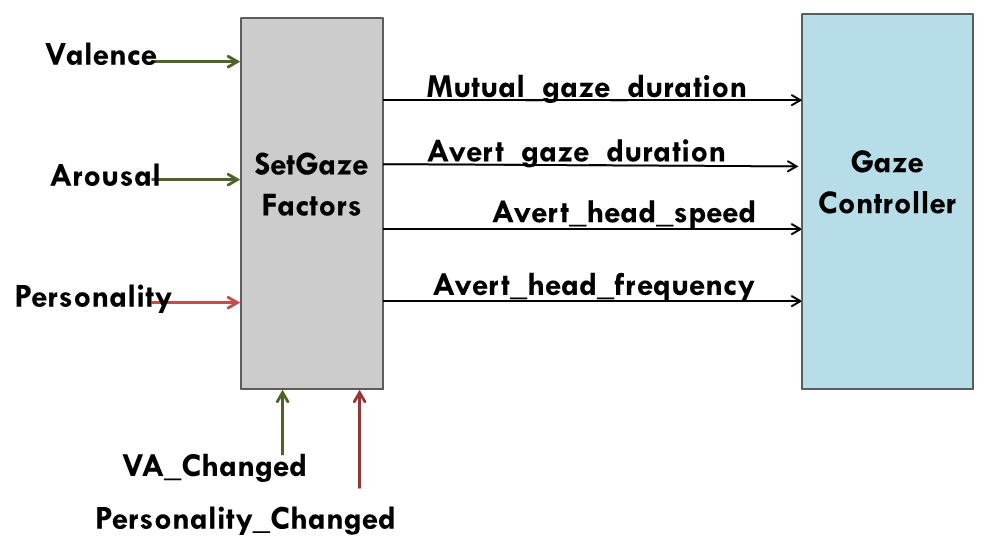 Valence
Arousal
Personality
SetGaze
Factors
Mutual_gaze_duration
Avert_gaze_duration
Avert_head_speed
Avert_head_frequency
Gaze
Controller
VA_Changed
Personality_Changed